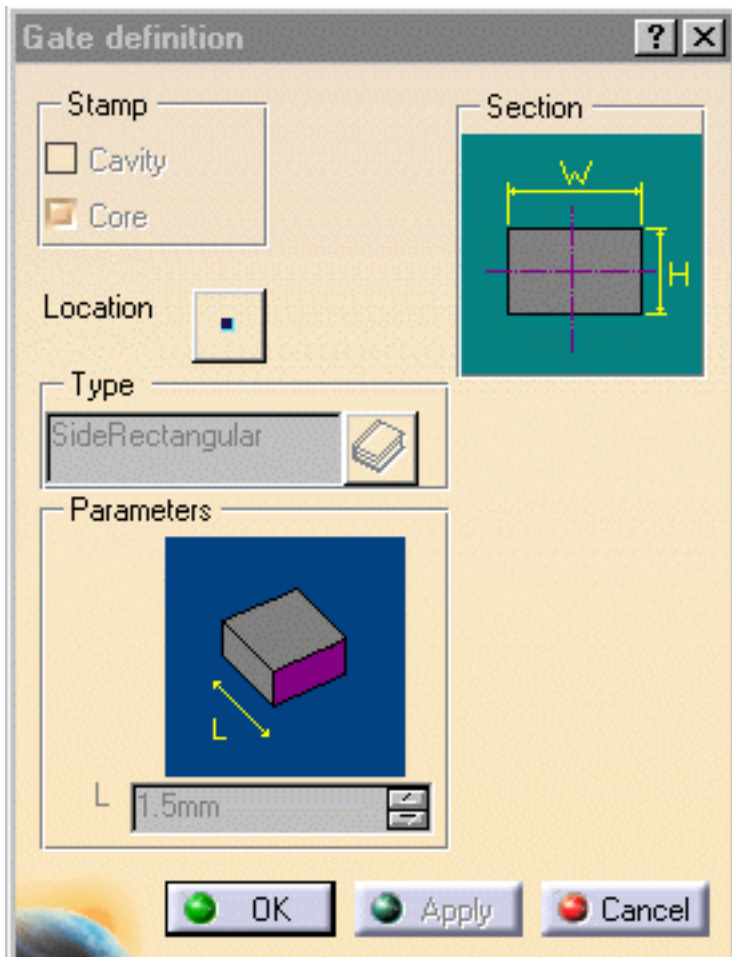 Gate definition
Stamp
Cavity
Core
Section
W
H
Location
Type
SideRectangular
Parameters
L
L
1.5mm
OK
Apply
Cancel